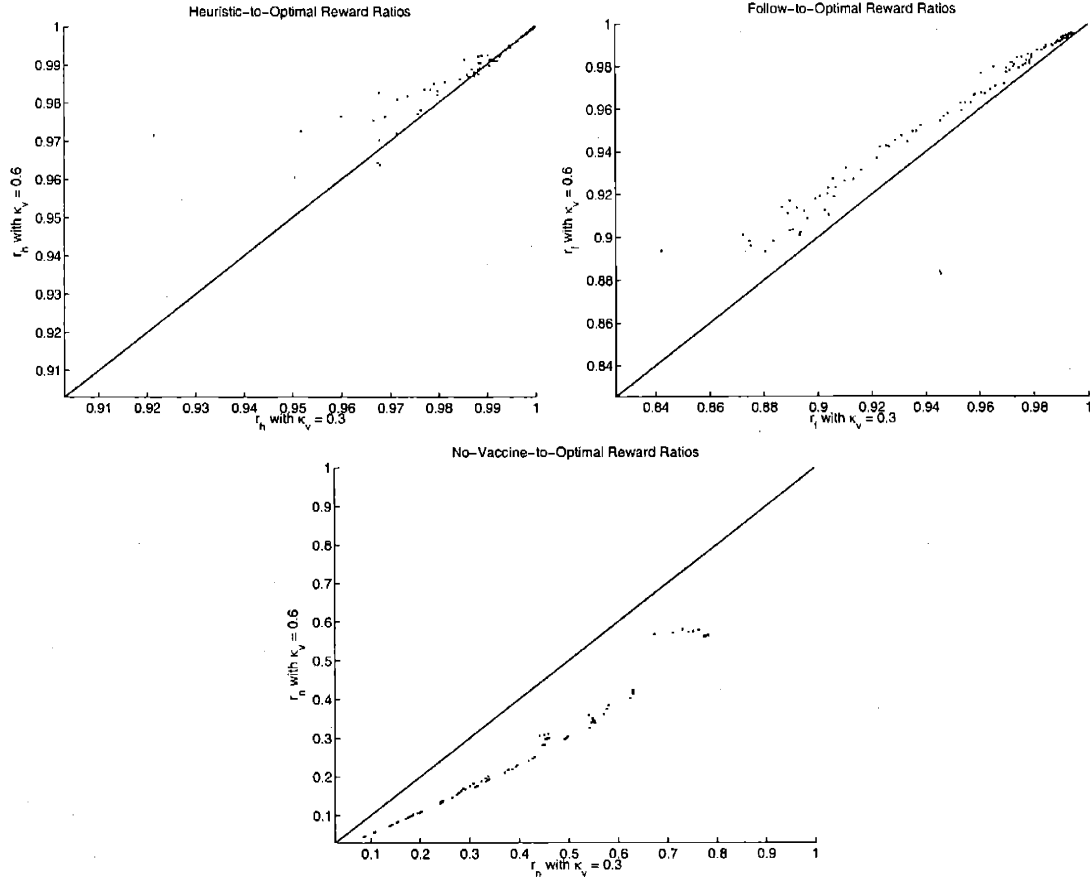 Heuristic−to−Optimal Reward Ratios
1
0.99
0.98
0.97
0.96
0.95
0.94
0.93
0.92
0.91
r_h with κ_v = 0.6
0.91 0.92 0.93 0.94 0.95 0.96 0.97 0.98 0.99 1
r_h with κ_v = 0.3
Follow−to−Optimal Reward Ratios
1
0.98
0.96
0.94
0.92
0.9
0.88
0.86
0.84
r_f with κ_v = 0.6
0.84 0.86 0.88 0.9 0.92 0.94 0.96 0.98 1
r_f with κ_v = 0.3
No−Vaccine−to−Optimal Reward Ratios
1
0.9
0.8
0.7
0.6
0.5
0.4
0.3
0.2
0.1
r_n with κ_v = 0.6
0.1 0.2 0.3 0.4 0.5 0.6 0.7 0.8 0.9 1
r_n with κ_v = 0.3